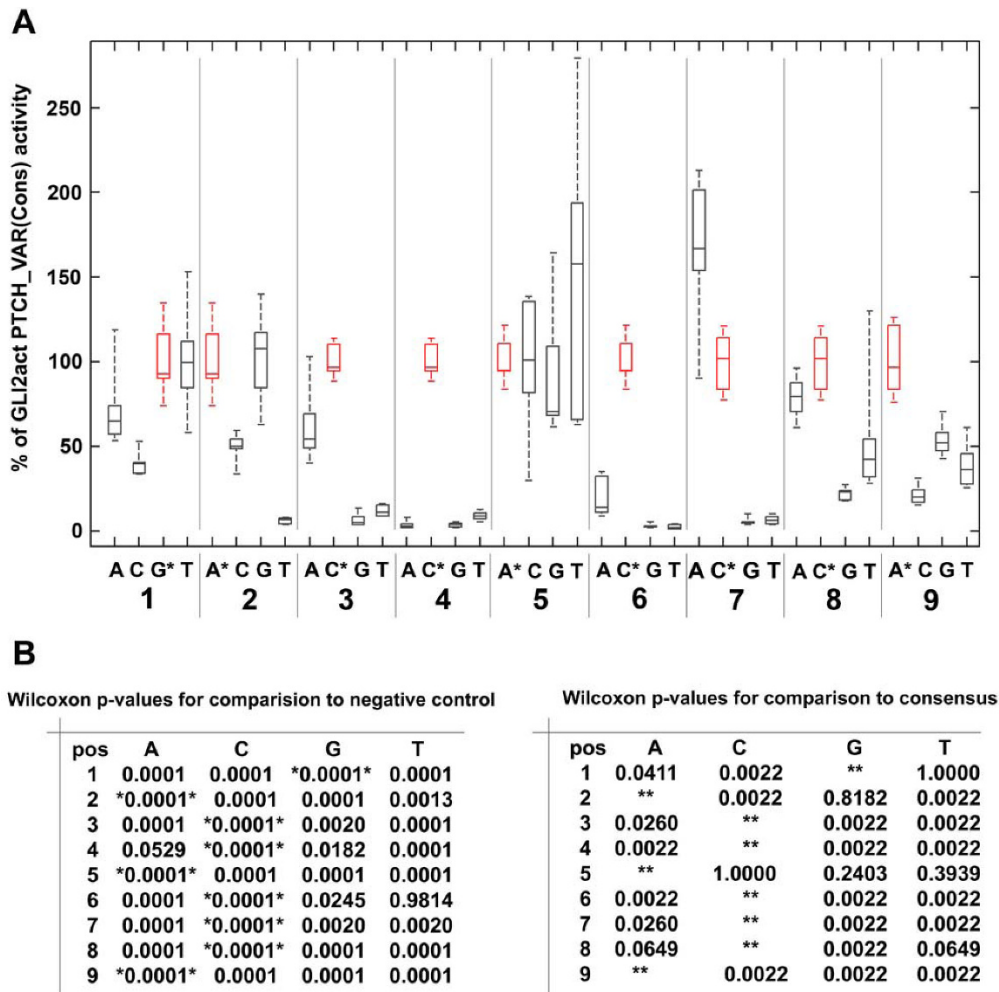 A
% of GLI2act PTCH_VAR(Cons) activity
250
200
150
100
50
0
A C G* T A* C G T A C* G T A C* G T A* C G T A C* G T A C* G T A C* G T A* C G T
1 2 3 4 5 6 7 8 9
B
Wilcoxon p-values for comparision to negative control
pos A C G T
1 0.0001 0.0001 *0.0001* 0.0001
2 *0.0001* 0.0001 0.0001 0.0013
3 0.0001 *0.0001* 0.0020 0.0001
4 0.0529 *0.0001* 0.0182 0.0001
5 *0.0001* 0.0001 0.0001 0.0001
6 0.0001 *0.0001* 0.0245 0.9814
7 0.0001 *0.0001* 0.0020 0.0020
8 0.0001 *0.0001* 0.0001 0.0001
9 *0.0001* 0.0001 0.0001 0.0001
Wilcoxon p-values for comparison to consensus
pos A C G T
1 0.0411 0.0022 ** 1.0000
2 ** 0.0022 0.8182 0.0022
3 0.0260 ** 0.0022 0.0022
4 0.0022 ** 0.0022 0.0022
5 ** 1.0000 0.2403 0.3939
6 0.0022 ** 0.0022 0.0022
7 0.0260 ** 0.0022 0.0022
8 0.0649 ** 0.0022 0.0649
9 ** 0.0022 0.0022 0.0022